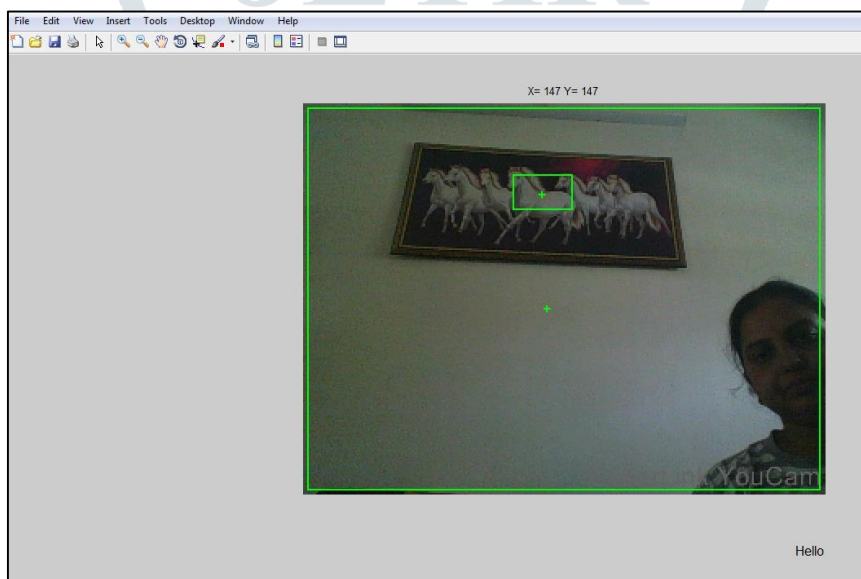 File Edit View Insert Tools Desktop Window Help
X= 147 Y= 147
YouCam
Hello